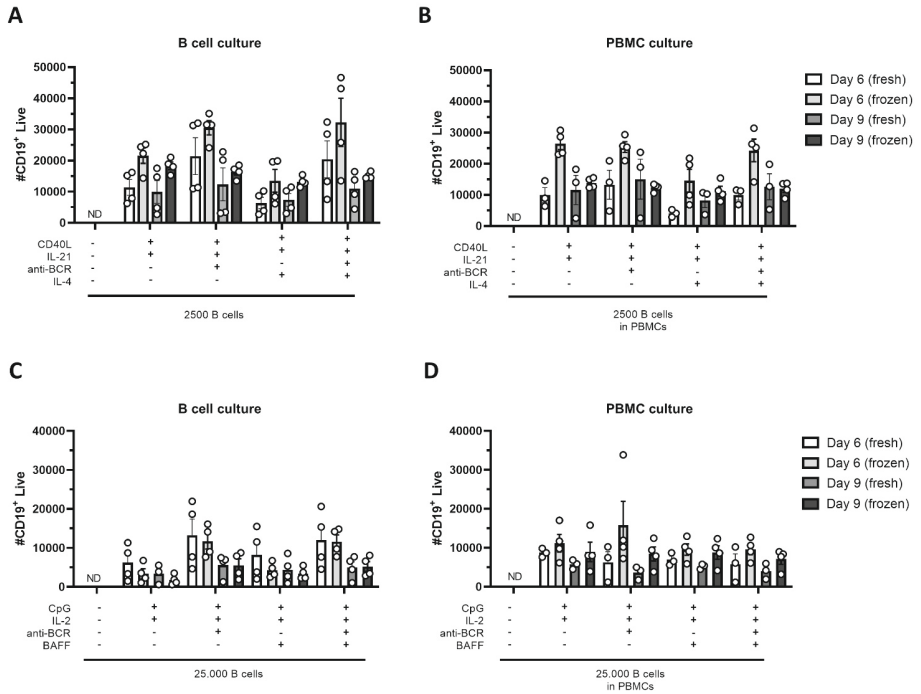 A
B cell culture
#CD19+ Live
50000
40000
30000
20000
10000
0
ND
CD40L - + + + +
IL-21 - + + + +
anti-BCR - - + - +
IL-4 - - - + +
2500 B cells
B
PBMC culture
#CD19+ Live
50000
40000
30000
20000
10000
0
ND
CD40L - + + + +
IL-21 - + + + +
anti-BCR - - + - +
IL-4 - - - + +
2500 B cells
in PBMCs
Day 6 (fresh)
Day 6 (frozen)
Day 9 (fresh)
Day 9 (frozen)
C
B cell culture
#CD19+ Live
40000
30000
20000
10000
0
ND
CpG - + + + +
IL-2 - + + + +
anti-BCR - - + - +
BAFF - - - + +
25.000 B cells
D
PBMC culture
#CD19+ Live
40000
30000
20000
10000
0
ND
CpG - + + + +
IL-2 - + + + +
anti-BCR - - + - +
BAFF - - - + +
25.000 B cells
in PBMCs
Day 6 (fresh)
Day 6 (frozen)
Day 9 (fresh)
Day 9 (frozen)